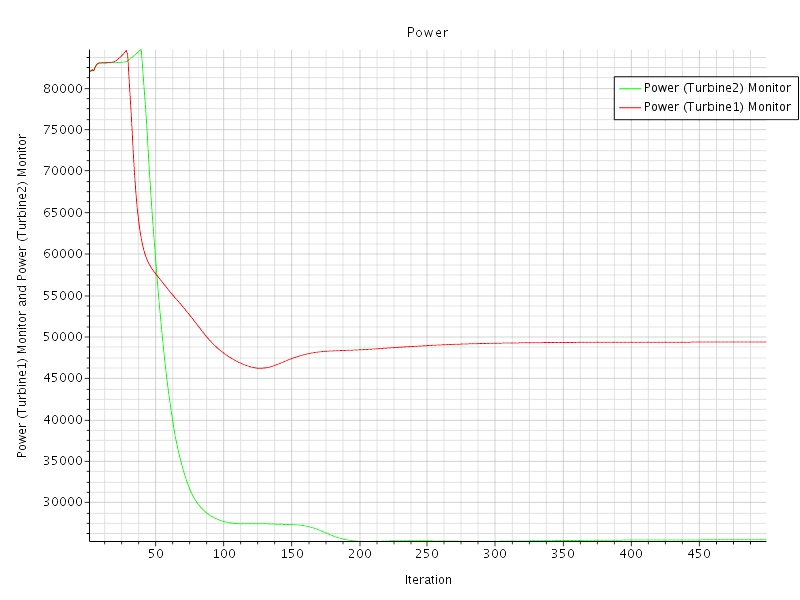 Power
Power (Turbine2) Monitor
Power (Turbine1) Monitor
Power (Turbine1) Monitor and Power (Turbine2) Monitor
80000
75000
70000
65000
60000
55000
50000
45000
40000
35000
30000
50 100 150 200 250 300 350 400 450
Iteration